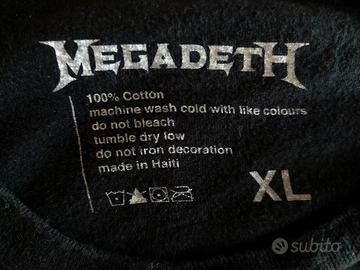 MEGADETH
100% Cotton
machine wash cold with like colours
do not bleach
tumble dry low
do not iron decoration
made in Haiti
XL
subito